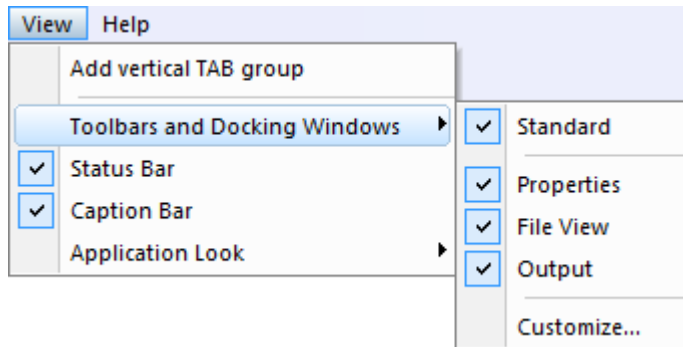 View Help
Add vertical TAB group
Toolbars and Docking Windows
Status Bar
Caption Bar
Application Look
Standard
Properties
File View
Output
Customize...